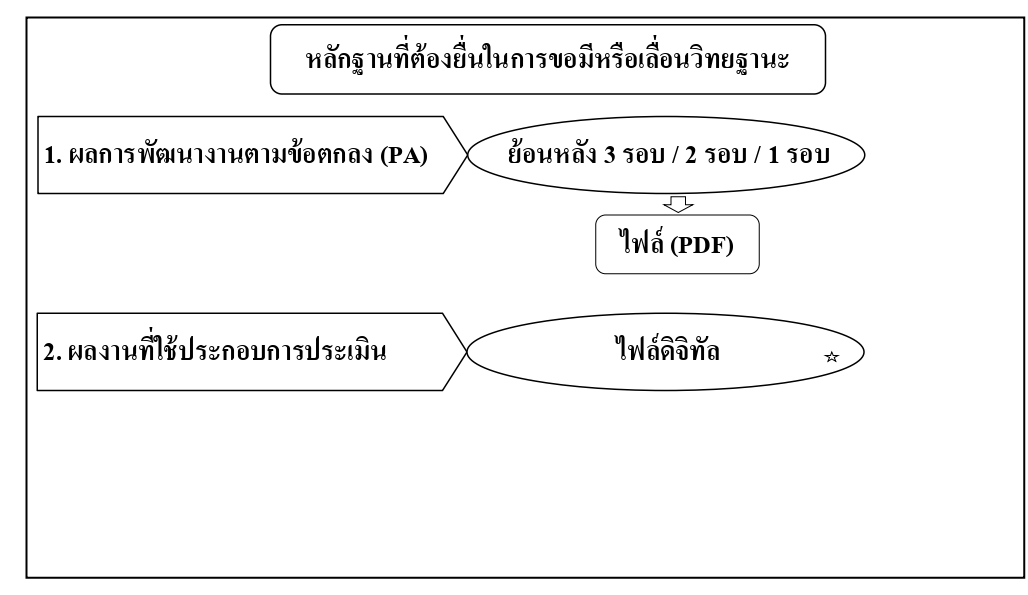 หลักฐานที่ต้องยื่นในการขอมีหรือเลื่อนวิทยฐานะ
1. ผลการพัฒนางานตามข้อตกลง (PA)
ย้อนหลัง 3 รอบ / 2 รอบ / 1 รอบ
ไฟล์ (PDF)
2. ผลงานที่ใช้ประกอบการประเมิน
ไฟล์ดิจิทัล